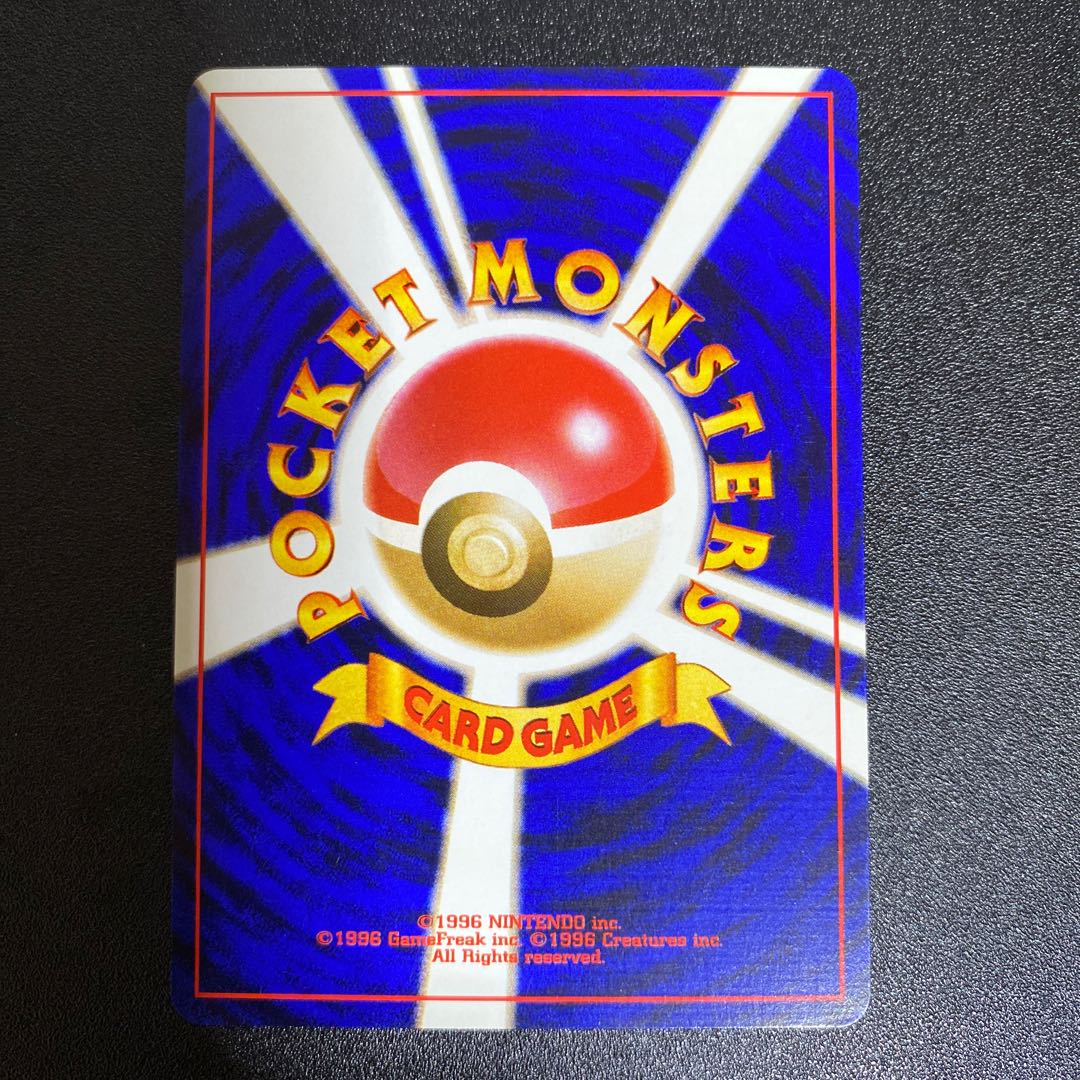 POCKET MONSTERS
CARD GAME
©1996 NINTENDO inc.
©1996 GameFreak inc. ©1996 Creatures inc.
All Rights reserved.